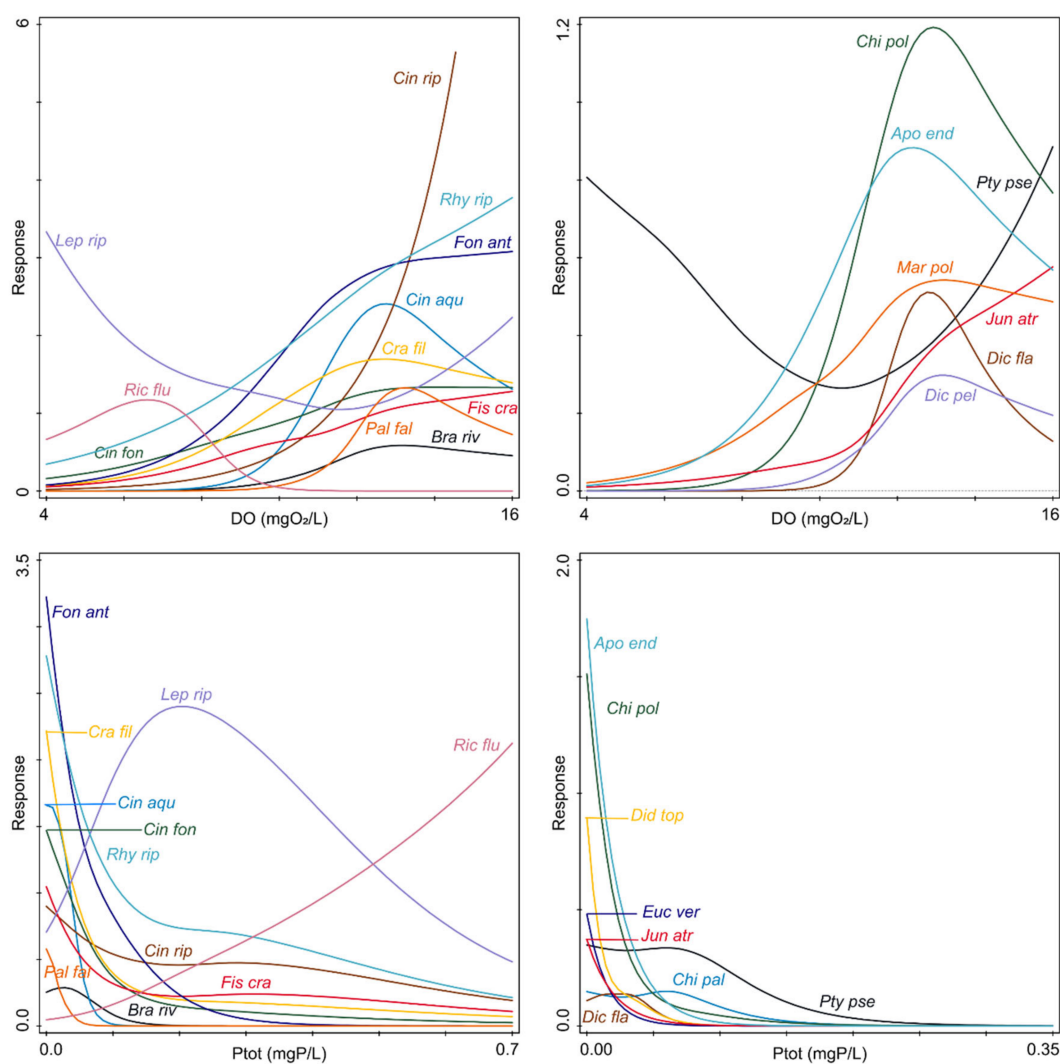 6
Response
0
Cin rip
Rhy rip
Lep rip
Fon ant
Cin aqu
Cra fil
Ric flu
Fis cra
Pal fal
Cin fon
Bra riv
4
DO (mgO₂/L)
16
1.2
Response
0.0
Chi pol
Apo end
Pty pse
Mar pol
Jun atr
Dic fla
Dic pel
4
DO (mgO₂/L)
16
3.5
Response
0.0
Fon ant
Lep rip
Cra fil
Ric flu
Cin aqu
Cin fon
Rhy rip
Cin rip
Pal fal
Fis cra
Bra riv
0.0
Ptot (mgP/L)
0.7
2.0
Response
0.0
Apo end
Chi pol
Did top
Euc ver
Jun atr
Chi pal
Pty pse
Dic fla
0.00
Ptot (mgP/L)
0.35